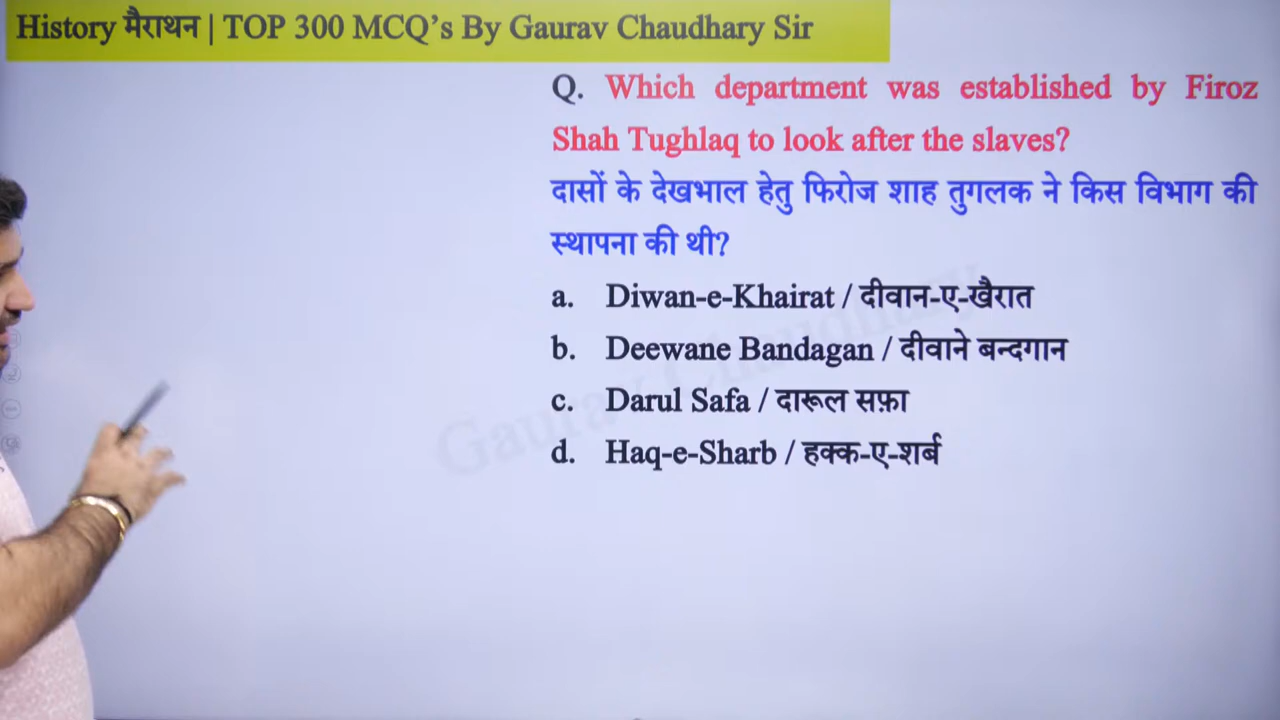 History मैराथन | TOP 300 MCQ’s By Gaurav Chaudhary Sir
Q. Which department was established by Firoz
Shah Tughlaq to look after the slaves?
दासों के देखभाल हेतु फिरोज शाह तुगलक ने किस विभाग की
स्थापना की थी?
a. Diwan-e-Khairat / दीवान-ए-खैरात
b. Deewane Bandagan / दीवाने बन्दगान
c. Darul Safa / दारूल सफ़ा
d. Haq-e-Sharb / हक्क-ए-शर्ब
Gaurav Chaudhary